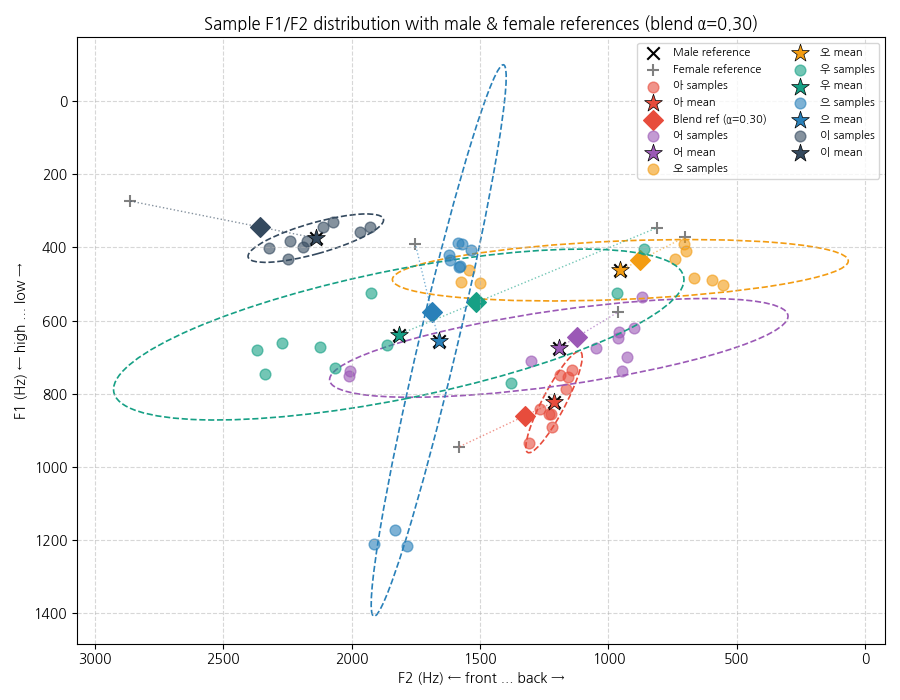 Sample F1/F2 distribution with male & female references (blend α=0.30)
Male reference
Female reference
아 samples
아 mean
Blend ref (α=0.30)
어 samples
어 mean
오 samples
오 mean
우 samples
우 mean
으 samples
으 mean
이 samples
이 mean
F1 (Hz) ← high ... low →
0
200
400
600
800
1000
1200
1400
3000
2500
2000
1500
1000
500
0
F2 (Hz) ← front ... back →